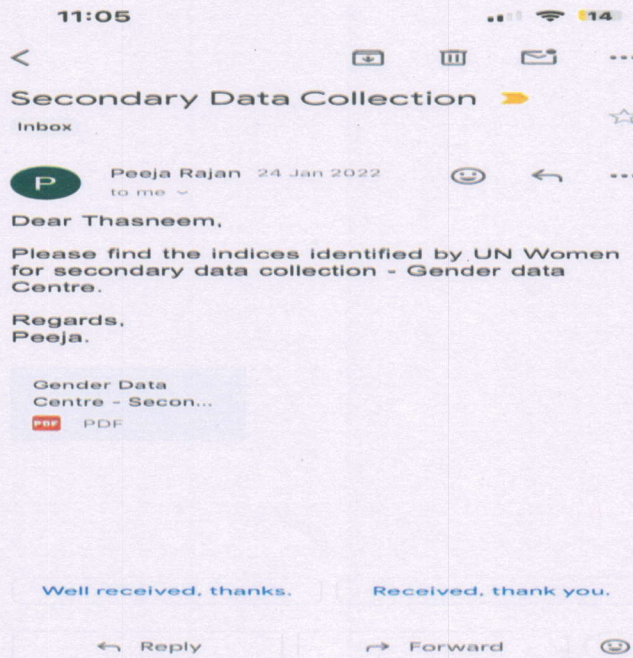 11:05
14
Secondary Data Collection
Inbox
P
Peeja Rajan 24 Jan 2022
to me
Dear Thasneem,
Please find the indices identified by UN Women
for secondary data collection - Gender data
Centre.
Regards,
Peeja.
Gender Data
Centre - Secon...
PDF PDF
Well received, thanks.
Received, thank you.
Reply
Forward